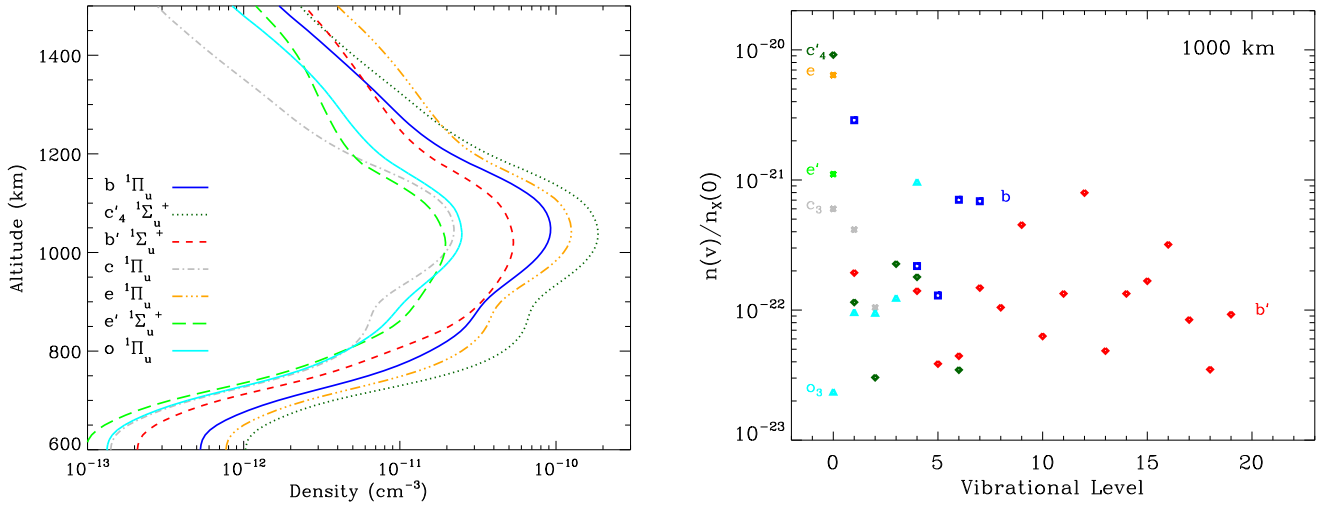 1400
1200
1000
800
600
Altitude (km)
b ¹Πᵤ
c'₄ ¹Σᵤ⁺
b' ¹Σᵤ⁺
c ¹Πᵤ
e ¹Πᵤ
e' ¹Σᵤ⁺
o ¹Πᵤ
10⁻¹³ 10⁻¹² 10⁻¹¹ 10⁻¹⁰
Density (cm⁻³)
1000 km
10⁻²⁰
10⁻²¹
10⁻²²
10⁻²³
n(v)/n_X(0)
c'₄
e
e'
c₃
b
b'
o₃
0 5 10 15 20
Vibrational Level